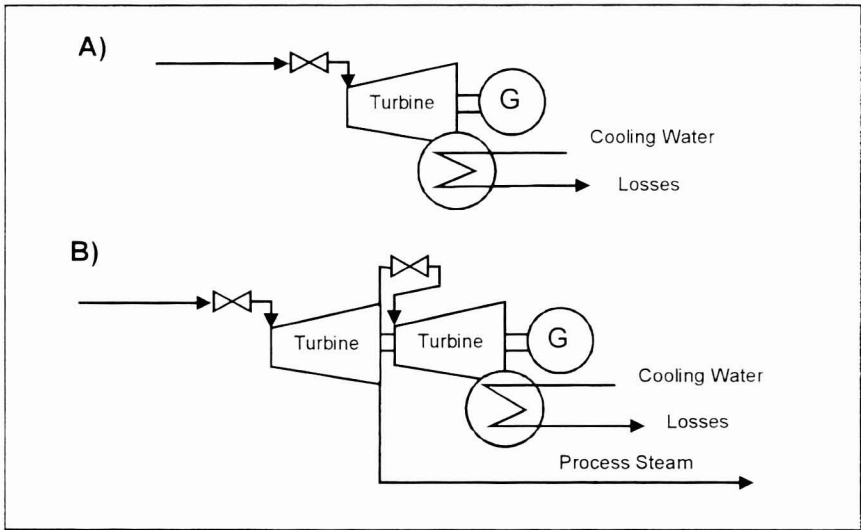 A)
Turbine
G
Cooling Water
Losses
B)
Turbine
Turbine
G
Cooling Water
Losses
Process Steam